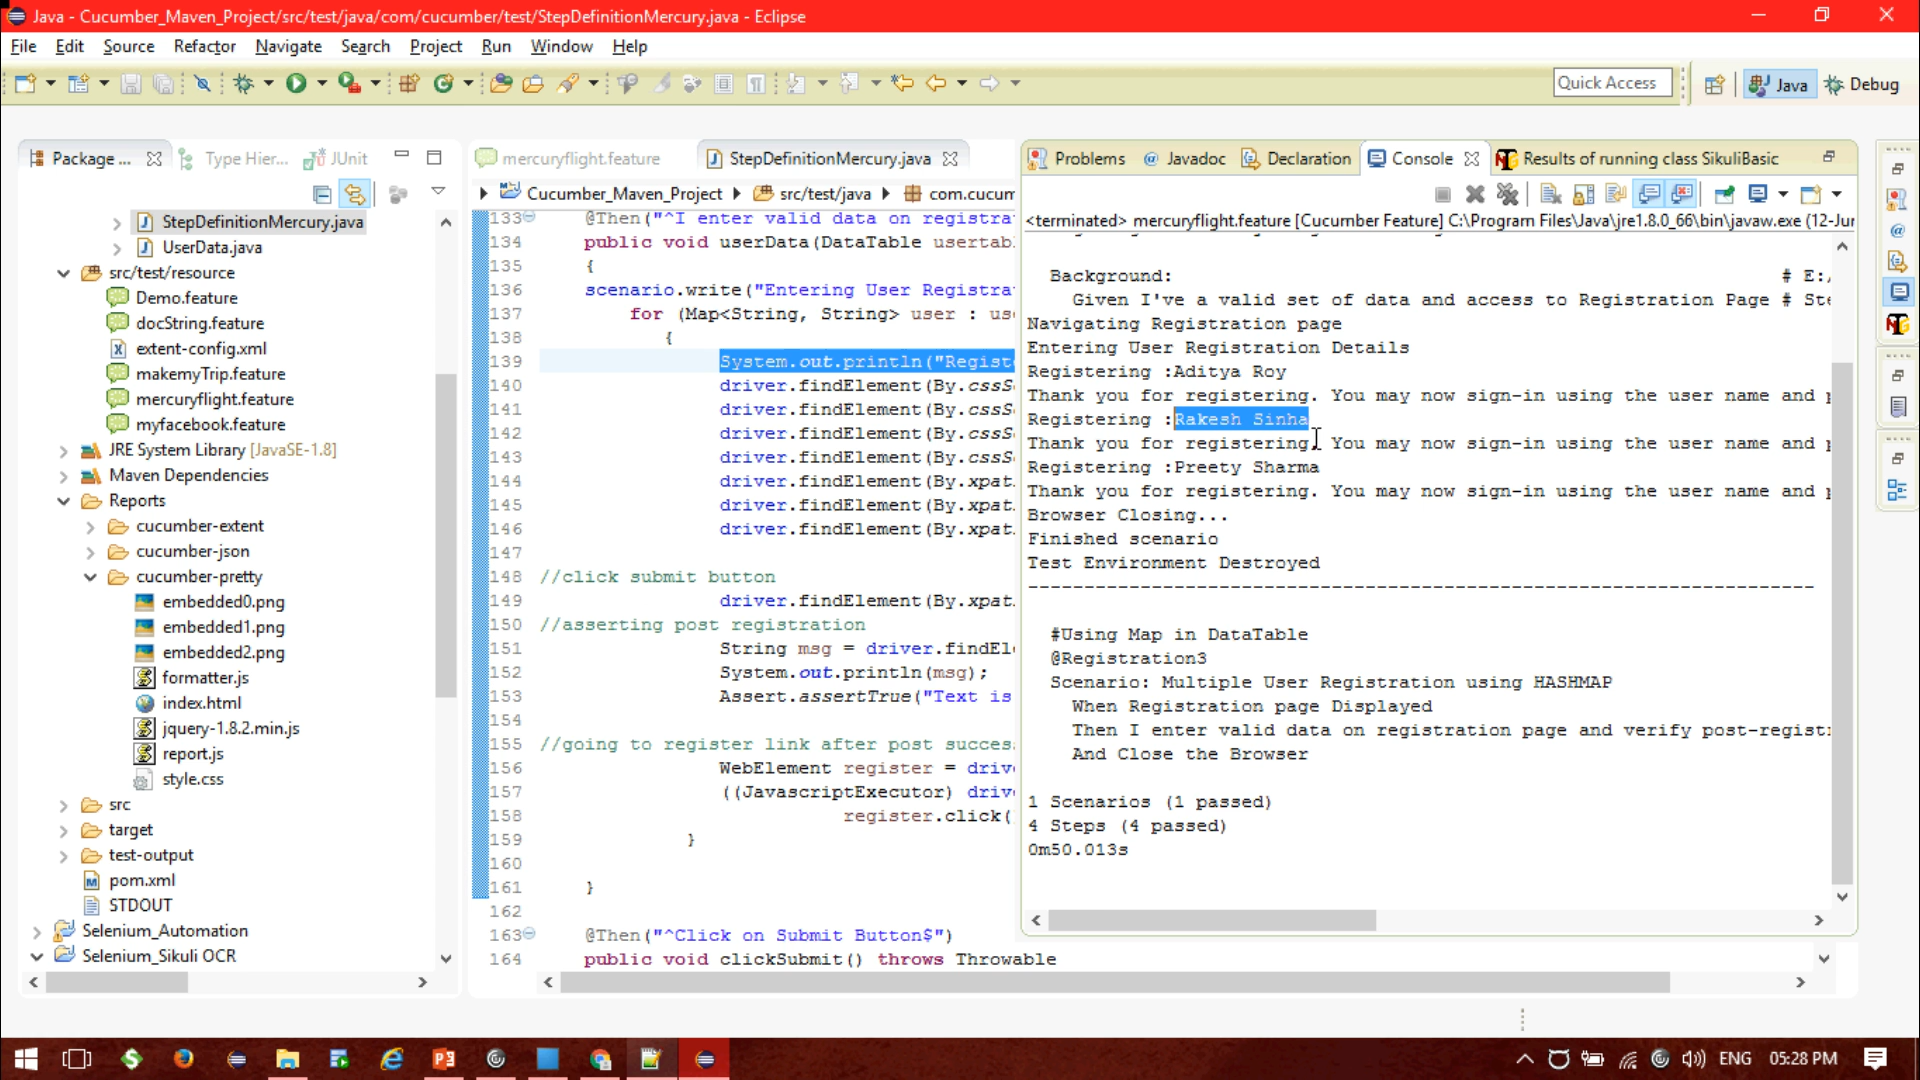 Java - Cucumber_Maven_Project/src/test/java/com/cucumber/test/StepDefinitionMercury.java - Eclipse
File Edit Source Refactor Navigate Search Project Run Window Help
Quick Access
Java
Debug
Package ...
Type Hier...
JUnit
StepDefinitionMercury.java
UserData.java
src/test/resource
Demo.feature
docString.feature
extent-config.xml
makemyTrip.feature
mercuryflight.feature
myfacebook.feature
JRE System Library [JavaSE-1.8]
Maven Dependencies
Reports
cucumber-extent
cucumber-json
cucumber-pretty
embedded0.png
embedded1.png
embedded2.png
formatter.js
index.html
jquery-1.8.2.min.js
report.js
style.css
src
target
test-output
pom.xml
STDOUT
Selenium_Automation
Selenium_Sikuli OCR
mercuryflight.feature
StepDefinitionMercury.java
Cucumber_Maven_Project
src/test/java
com.cucum
133 @Then("^I enter valid data on registra
134 public void userData(DataTable usertab
135 {
136 scenario.write("Entering User Registra
137 for (Map<String, String> user : us
138 {
139 System.out.println("Regist
140 driver.findElement(By.cssS
141 driver.findElement(By.cssS
142 driver.findElement(By.cssS
143 driver.findElement(By.cssS
144 driver.findElement(By.xpat
145 driver.findElement(By.xpat
146 driver.findElement(By.xpat
147
148 //click submit button
149 driver.findElement(By.xpat
150 //asserting post registration
151 String msg = driver.findEl
152 System.out.println(msg);
153 Assert.assertTrue("Text is
154
155 //going to register link after post succes
156 WebElement register = driv
157 ((JavascriptExecutor) driv
158 register.click(
159 }
160
161 }
162
163 @Then("^Click on Submit Button$")
164 public void clickSubmit() throws Throwable
Problems
Javadoc
Declaration
Console
Results of running class SikuliBasic
<terminated> mercuryflight.feature [Cucumber Feature] C:\Program Files\Java\jre1.8.0_66\bin\javaw.exe (12-Jun
Background: # E:/
Given I've a valid set of data and access to Registration Page # Ste
Navigating Registration page
Entering User Registration Details
Registering :Aditya Roy
Thank you for registering. You may now sign-in using the user name and p
Registering :Rakesh Sinha
Thank you for registering. You may now sign-in using the user name and p
Registering :Preety Sharma
Thank you for registering. You may now sign-in using the user name and p
Browser Closing...
Finished scenario
Test Environment Destroyed
----------------------------------------------------------------------
#Using Map in DataTable
@Registration3
Scenario: Multiple User Registration using HASHMAP
When Registration page Displayed
Then I enter valid data on registration page and verify post-registr
And Close the Browser
1 Scenarios (1 passed)
4 Steps (4 passed)
0m50.013s
ENG 05:28 PM